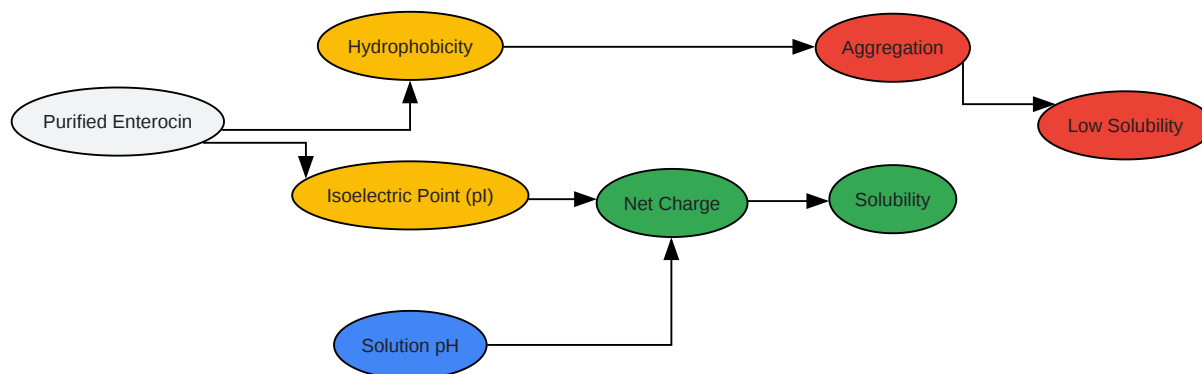 Hydrophobicity
Aggregation
Purified Enterocin
Low Solubility
Isoelectric Point (pI)
Net Charge
Solubility
Solution pH